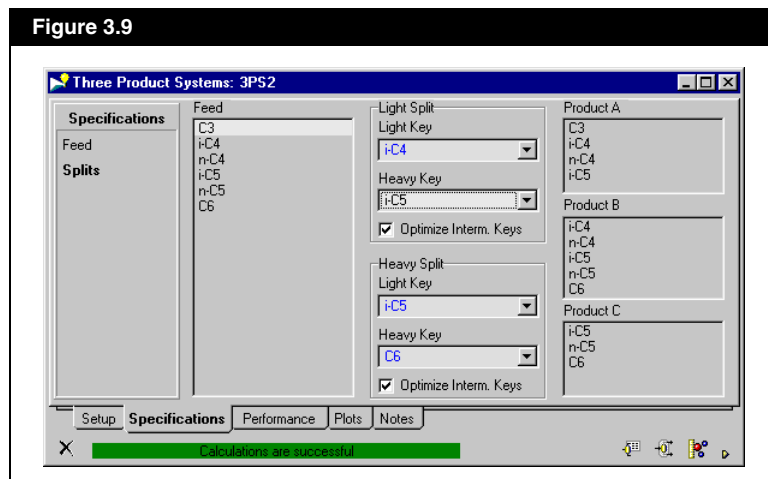 Figure 3.9
Three Product Systems: 3PS2
Specifications
Feed
Splits
Feed
C3
i-C4
n-C4
i-C5
n-C5
C6
Light Split
Light Key
i-C4
Heavy Key
i-C5
Optimize Interm. Keys
Heavy Split
Light Key
i-C5
Heavy Key
C6
Optimize Interm. Keys
Product A
C3
i-C4
n-C4
i-C5
Product B
i-C4
n-C4
i-C5
n-C5
C6
Product C
i-C5
n-C5
C6
Setup Specifications Performance Plots Notes
Calculations are successful